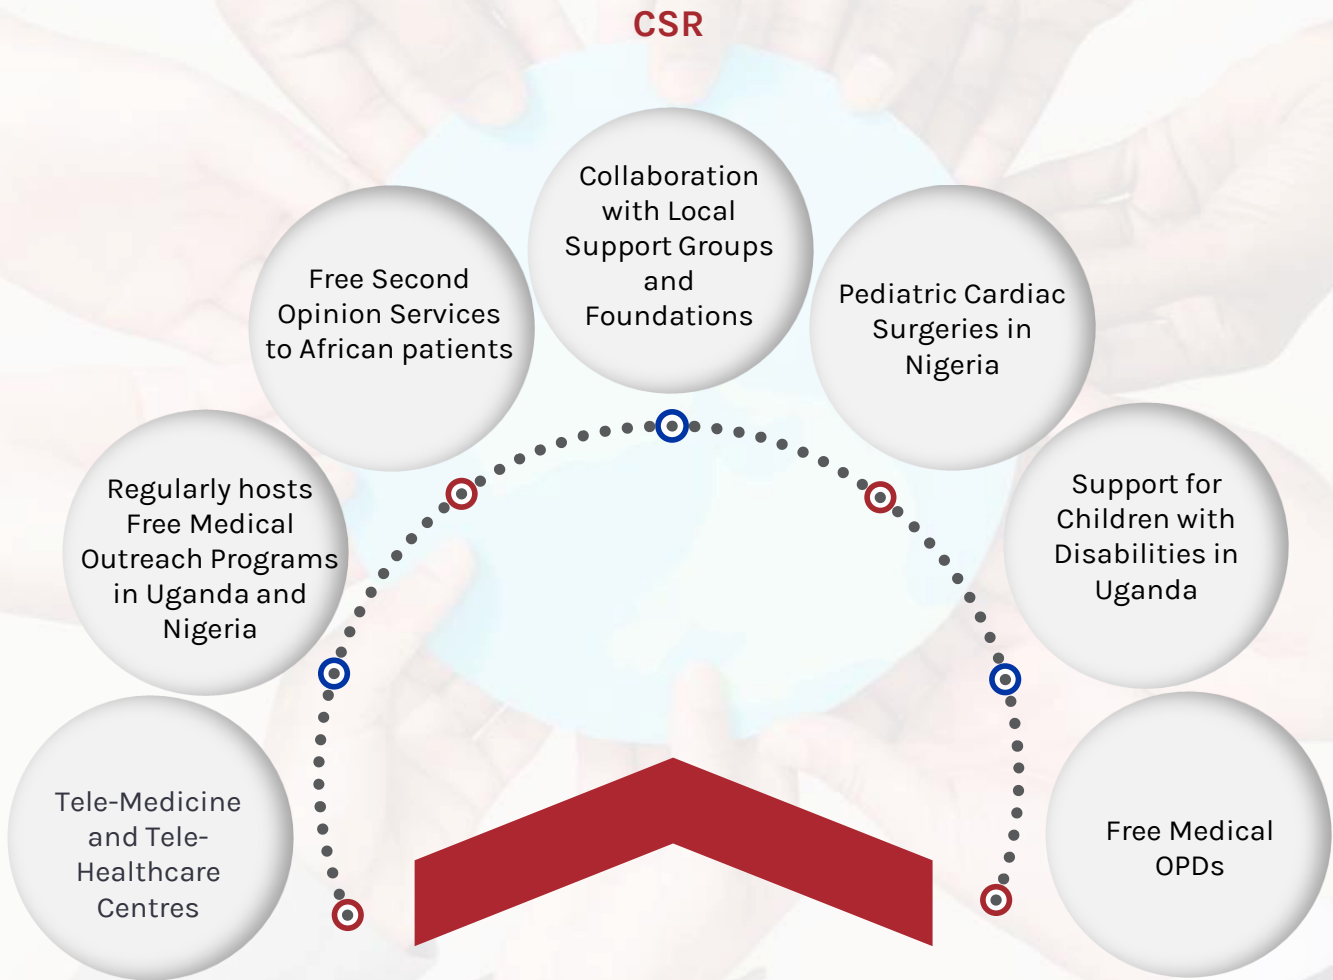 CSR
Collaboration
with Local
Support Groups
and
Foundations
Free Second
Opinion Services
to African patients
Pediatric Cardiac
Surgeries in
Nigeria
Regularly hosts
Free Medical
Outreach Programs
in Uganda and
Nigeria
Support for
Children with
Disabilities in
Uganda
Tele-Medicine
and Tele-
Healthcare
Centres
Free Medical
OPDs